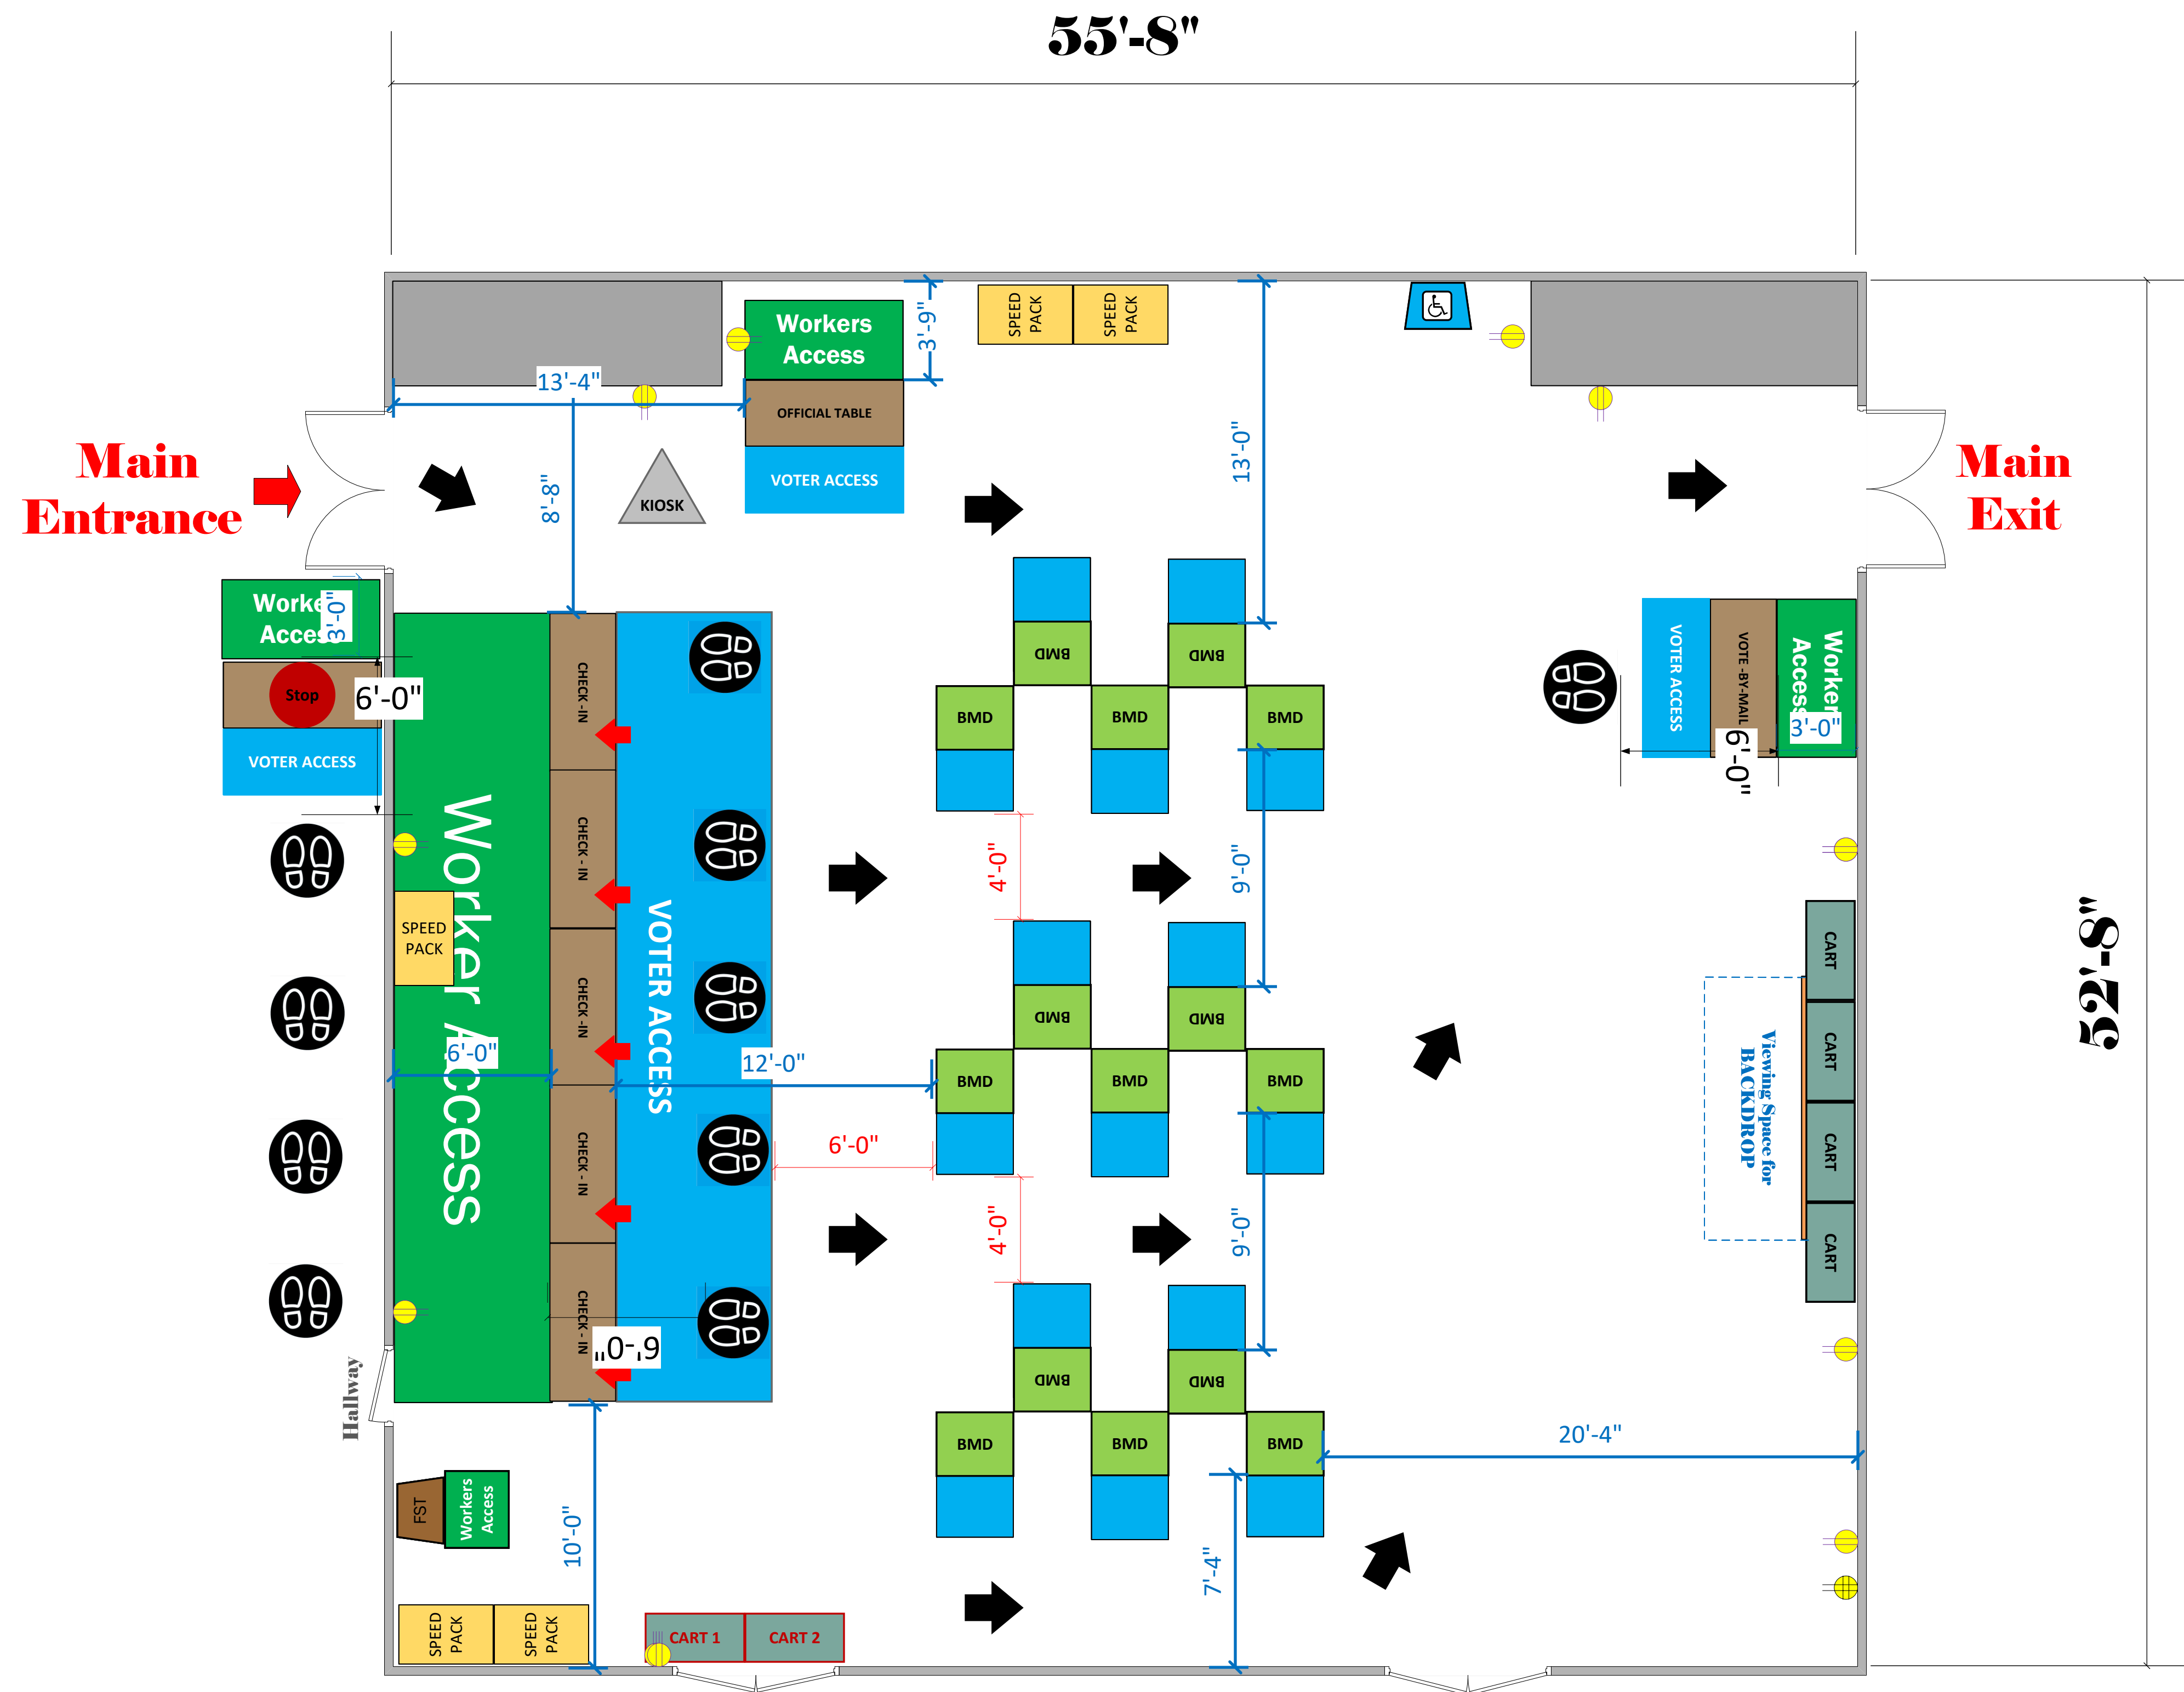 55'-8"
52'-8"
Main
Entrance
Main
Exit
Workers
Access
OFFICIAL TABLE
VOTER ACCESS
3'-9"
SPEED
PACK
SPEED
PACK
13'-4"
8'-8"
KIOSK
13'-0"
Worke
Access
3'-0"
Stop
6'-0"
VOTER ACCESS
Worker Access
SPEED
PACK
6'-0"
CHECK -IN
CHECK - IN
CHECK -IN
CHECK - IN
CHECK - IN
6'-0"
VOTER ACCESS
12'-0"
6'-0"
BMD
BMD
BMD
BMD
BMD
4'-0"
9'-0"
BMD
BMD
BMD
BMD
BMD
4'-0"
9'-0"
BMD
BMD
BMD
BMD
BMD
7'-4"
20'-4"
VOTER ACCESS
VOTE -BY-MAIL
Worker
Access
3'-0"
6'-0"
CART
CART
CART
CART
Viewing Space for
BACKDROP
Hallway
FST
Workers
Access
10'-0"
SPEED
PACK
SPEED
PACK
CART 1
CART 2